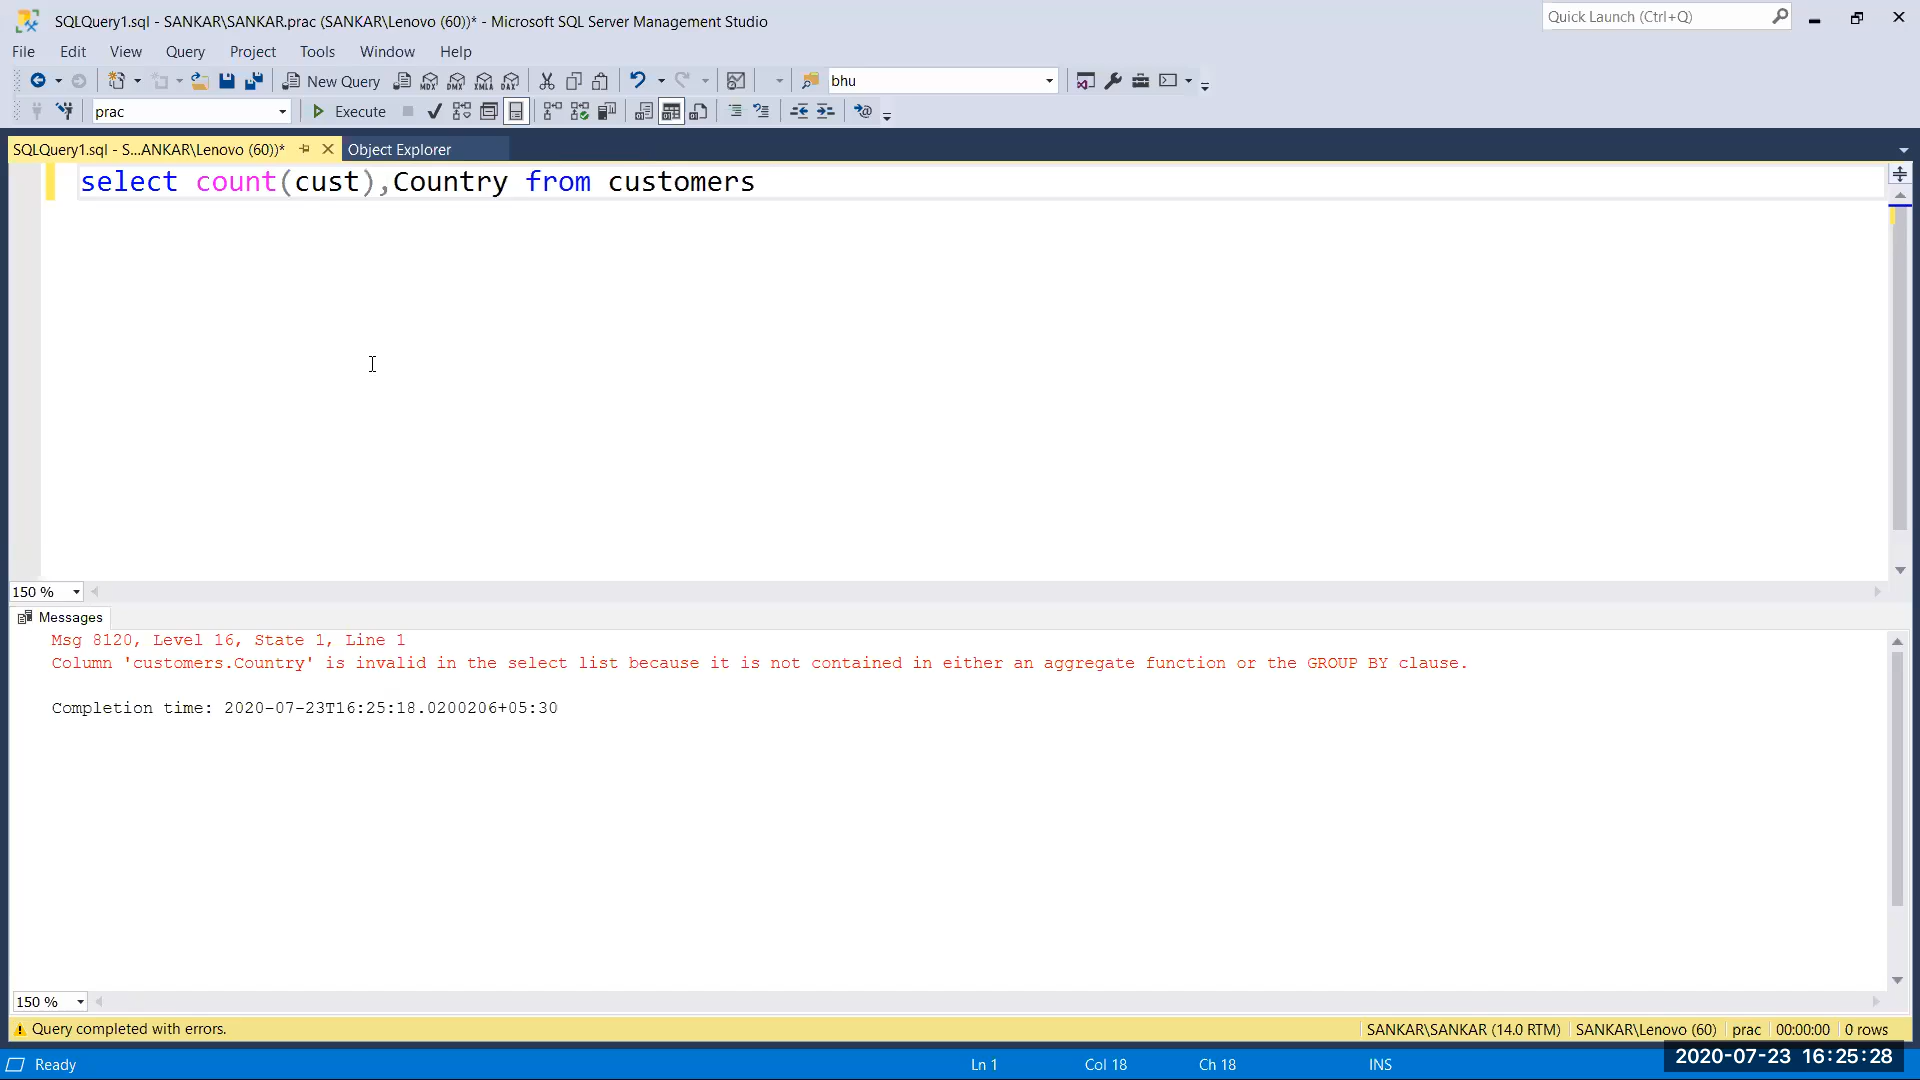 SQLQuery1.sql - SANKAR\SANKAR.prac (SANKAR\Lenovo (60))* - Microsoft SQL Server Management Studio
Quick Launch (Ctrl+Q)
File Edit View Query Project Tools Window Help
New Query
MDX DMX XMLA DAX
bhu
prac
Execute
SQLQuery1.sql - S...ANKAR\Lenovo (60))*
Object Explorer
select count(cust),Country from customers
150 %
Messages
Msg 8120, Level 16, State 1, Line 1
Column 'customers.Country' is invalid in the select list because it is not contained in either an aggregate function or the GROUP BY clause.
Completion time: 2020-07-23T16:25:18.0200206+05:30
150 %
Query completed with errors.
SANKAR\SANKAR (14.0 RTM) SANKAR\Lenovo (60) prac 00:00:00 0 rows
Ready
Ln 1 Col 18 Ch 18 INS
2020-07-23 16:25:28